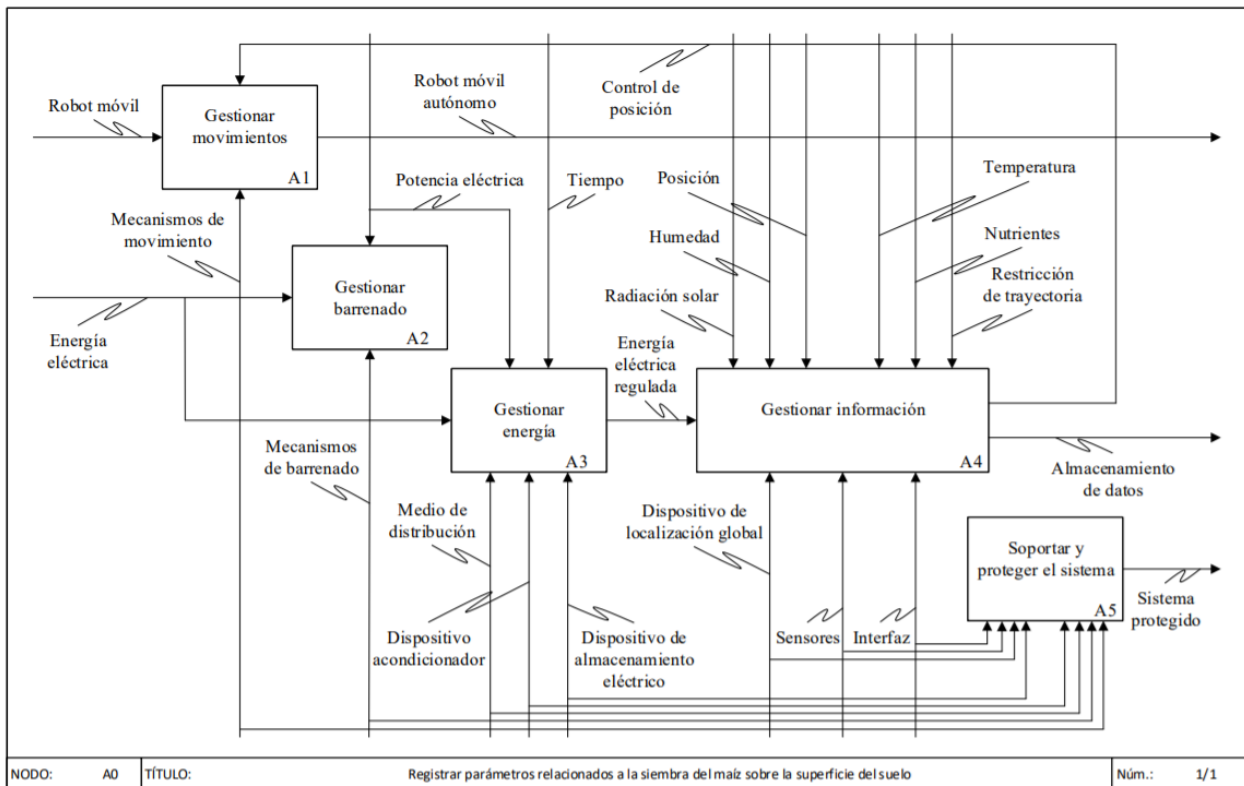 Robot móvil
Gestionar
movimientos
A1
Robot móvil
autónomo
Control de
posición
Mecanismos de
movimiento
Potencia eléctrica
Tiempo
Posición
Temperatura
Humedad
Nutrientes
Radiación solar
Restricción
de trayectoria
Gestionar
barrenado
A2
Energía
eléctrica
Energía
eléctrica
regulada
Gestionar
energía
A3
Gestionar información
A4
Mecanismos
de barrenado
Medio de
distribución
Dispositivo de
localización global
Almacenamiento
de datos
Soportar y
proteger el sistema
A5
Sistema
protegido
Dispositivo
acondicionador
Dispositivo de
almacenamiento
eléctrico
Sensores
Interfaz
NODO: A0 TÍTULO: Registrar parámetros relacionados a la siembra del maíz sobre la superficie del suelo Núm.: 1/1